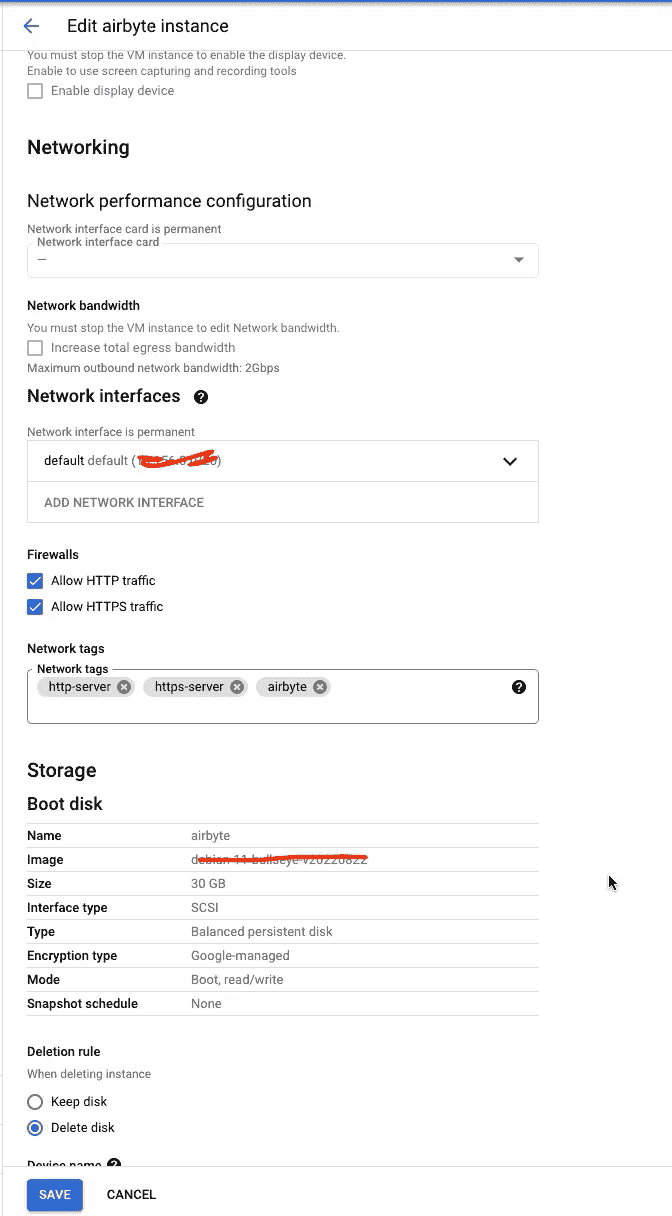 Edit airbyte instance
You must stop the VM instance to enable the display device.
Enable to use screen capturing and recording tools
Enable display device
Networking
Network performance configuration
Network interface card is permanent
Network interface card
—
Network bandwidth
You must stop the VM instance to edit Network bandwidth.
Increase total egress bandwidth
Maximum outbound network bandwidth: 2Gbps
Network interfaces
Network interface is permanent
default default (
ADD NETWORK INTERFACE
Firewalls
Allow HTTP traffic
Allow HTTPS traffic
Network tags
Network tags
http-server https-server airbyte
Storage
Boot disk
Name airbyte
Image
Size 30 GB
Interface type SCSI
Type Balanced persistent disk
Encryption type Google-managed
Mode Boot, read/write
Snapshot schedule None
Deletion rule
When deleting instance
Keep disk
Delete disk
Device name
SAVE CANCEL